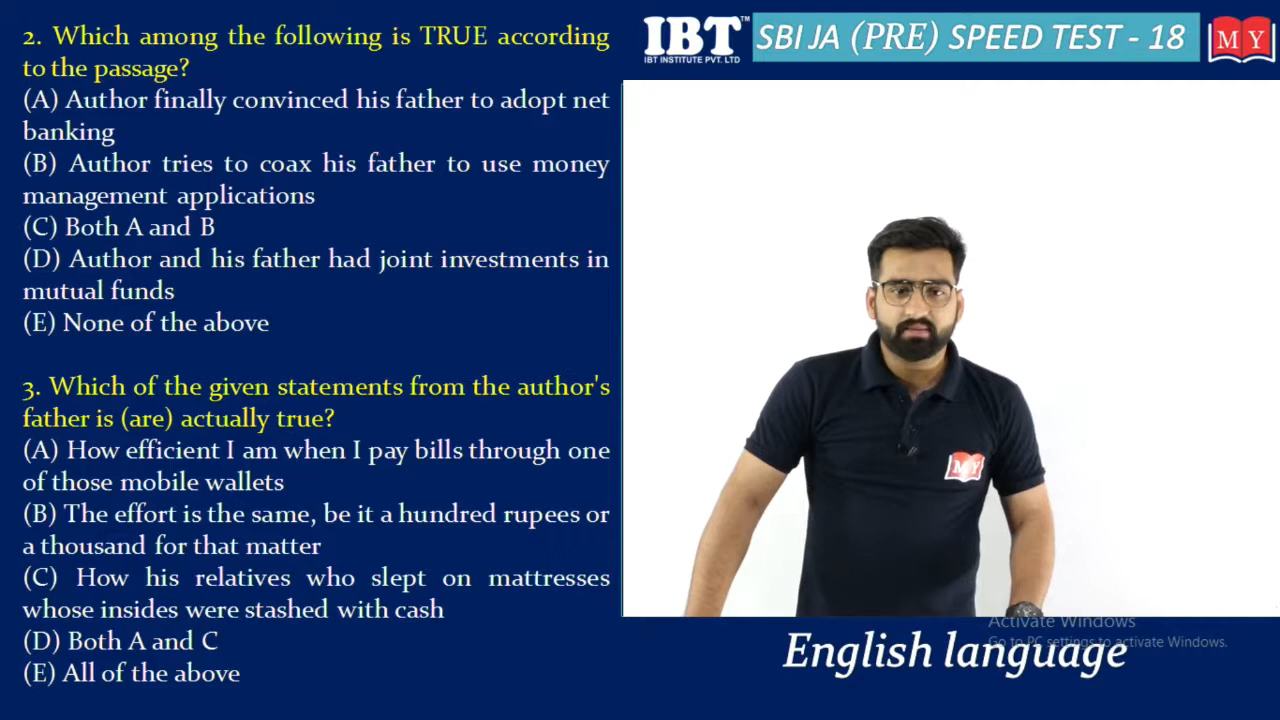 2. Which among the following is TRUE according
to the passage?
(A) Author finally convinced his father to adopt net
banking
(B) Author tries to coax his father to use money
management applications
(C) Both A and B
(D) Author and his father had joint investments in
mutual funds
(E) None of the above
3. Which of the given statements from the author's
father is (are) actually true?
(A) How efficient I am when I pay bills through one
of those mobile wallets
(B) The effort is the same, be it a hundred rupees or
a thousand for that matter
(C) How his relatives who slept on mattresses
whose insides were stashed with cash
(D) Both A and C
(E) All of the above
IBT™
IBT INSTITUTE PVT. LTD
SBI JA (PRE) SPEED TEST - 18
MY
MY
Activate Windows
Go to PC settings to activate Windows.
English language